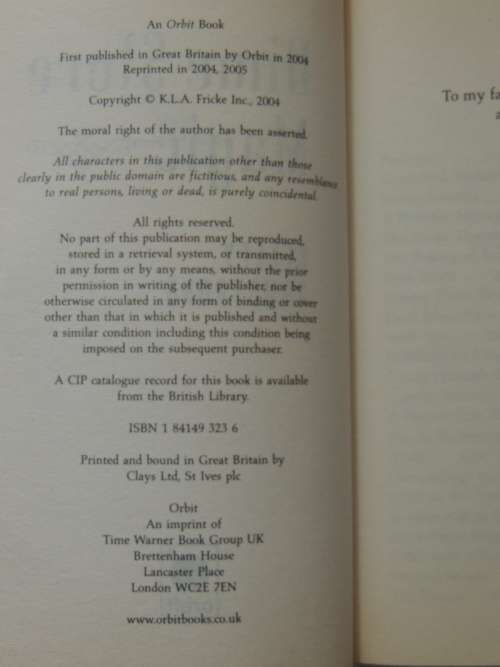 An Orbit Book
First published in Great Britain by Orbit in 2004
Reprinted in 2004, 2005
Copyright © K.L.A. Fricke Inc., 2004
The moral right of the author has been asserted.
All characters in this publication other than those
clearly in the public domain are fictitious, and any resemblance
to real persons, living or dead, is purely coincidental.
All rights reserved.
No part of this publication may be reproduced,
stored in a retrieval system, or transmitted,
in any form or by any means, without the prior
permission in writing of the publisher, nor be
otherwise circulated in any form of binding or cover
other than that in which it is published and without
a similar condition including this condition being
imposed on the subsequent purchaser.
A CIP catalogue record for this book is available
from the British Library.
ISBN 1 84149 323 6
Printed and bound in Great Britain by
Clays Ltd, St Ives plc
Orbit
An imprint of
Time Warner Book Group UK
Brettenham House
Lancaster Place
London WC2E 7EN
www.orbitbooks.co.uk
To my fa
a